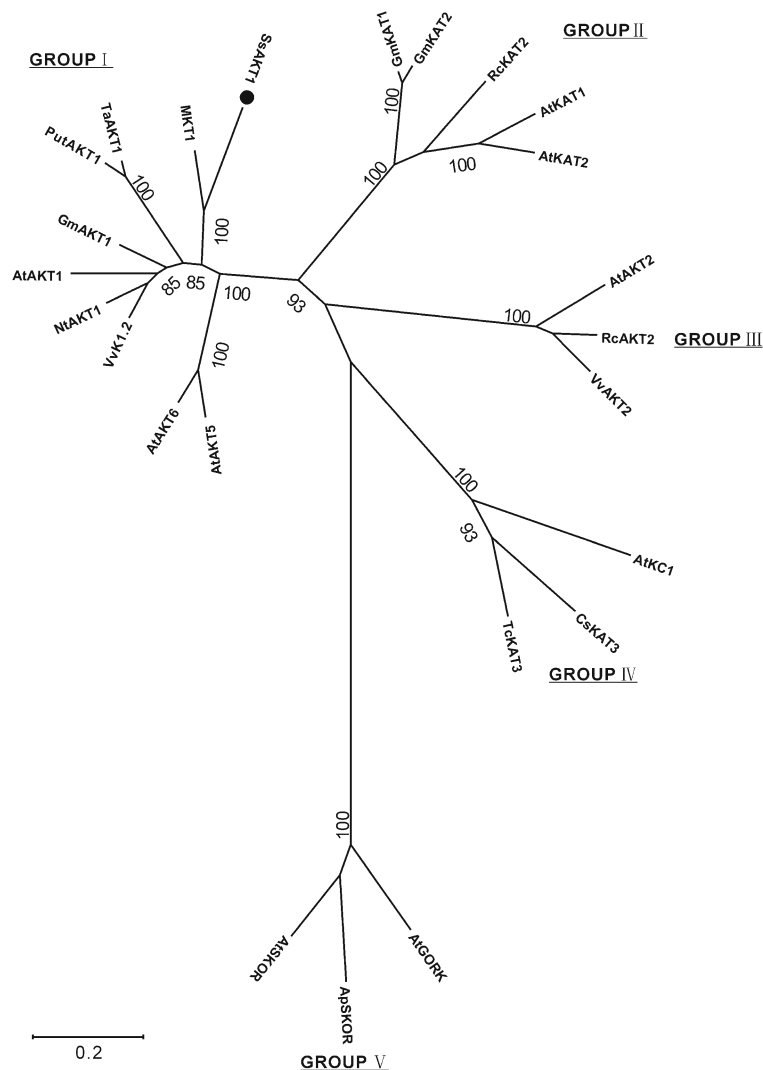 GROUP Ⅰ
SsAKT1
GmKAT1
GmKAT2
GROUP Ⅱ
RcKAT2
100
AtKAT1
AtKAT2
100
100
TaAKT1
PutAKT1
MKT1
100
GmAKT1
100
AtAKT1
85
85
100
NtAKT1
VvK1.2
93
100
AtAKT6
AtAKT5
AtAKT2
100
RcAKT2
GROUP Ⅲ
VvAKT2
100
93
AtKC1
CsKAT3
TcKAT3
GROUP Ⅳ
100
AtSKOR
AtGORK
ApSKOR
0.2
GROUP Ⅴ